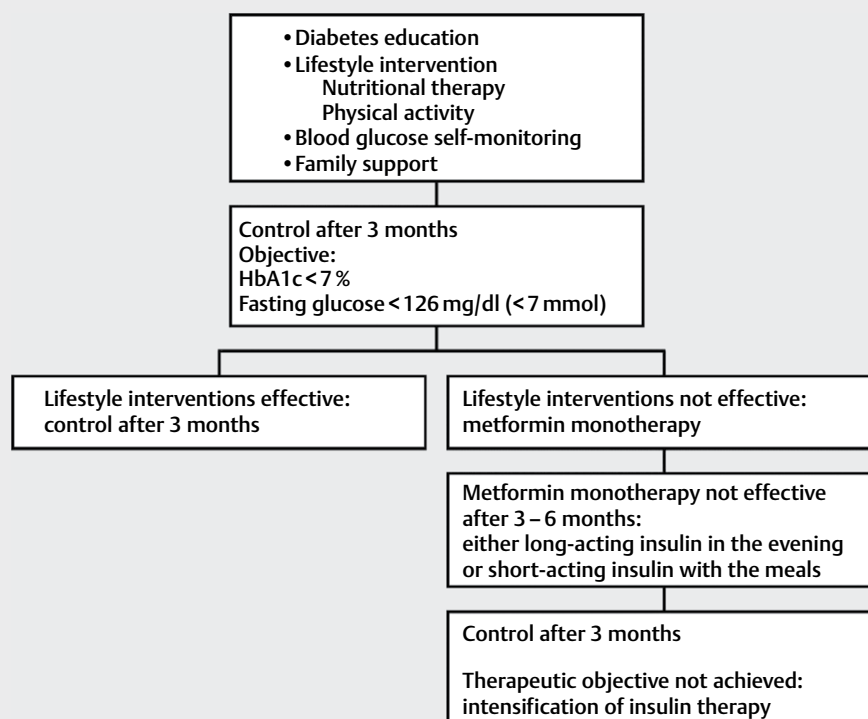 • Diabetes education
• Lifestyle intervention
Nutritional therapy
Physical activity
• Blood glucose self-monitoring
• Family support
Control after 3 months
Objective:
HbA1c < 7 %
Fasting glucose < 126 mg/dl (< 7 mmol)
Lifestyle interventions effective:
control after 3 months
Lifestyle interventions not effective:
metformin monotherapy
Metformin monotherapy not effective
after 3 – 6 months:
either long-acting insulin in the evening
or short-acting insulin with the meals
Control after 3 months
Therapeutic objective not achieved:
intensification of insulin therapy